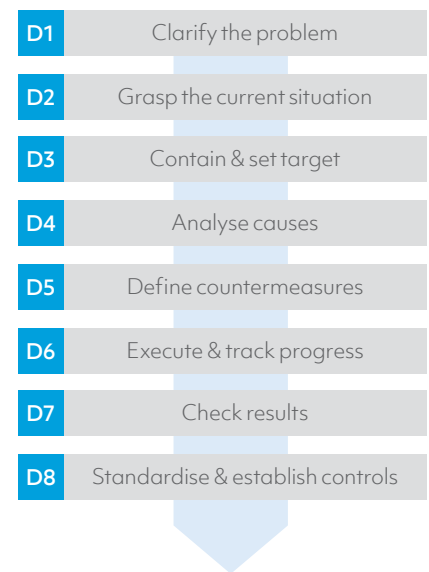 D1 Clarify the problem
D2 Grasp the current situation
D3 Contain & set target
D4 Analyse causes
D5 Define countermeasures
D6 Execute & track progress
D7 Check results
D8 Standardise & establish controls